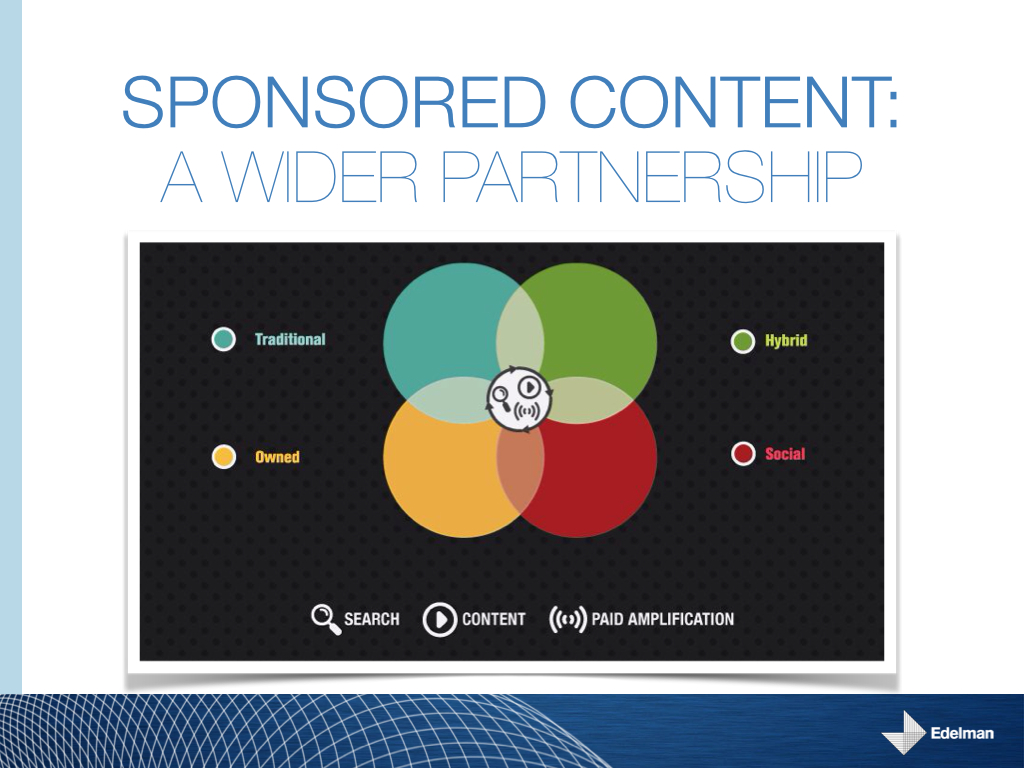 SPONSORED CONTENT:
A WIDER PARTNERSHIP
Traditional
Hybrid
Owned
Social
SEARCH
CONTENT
PAID AMPLIFICATION
Edelman